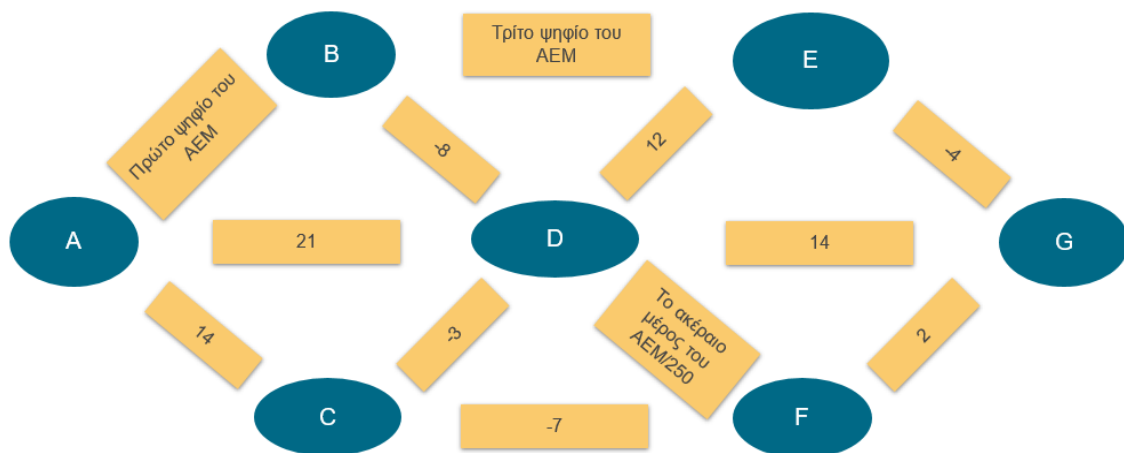 B
Τρίτο ψηφίο του
ΑΕΜ
E
Πρώτο ψηφίο του
ΑΕΜ
-8
12
-4
A
21
D
14
G
14
-3
Το ακέραιο
μέρος του
ΑΕΜ/250
2
C
-7
F